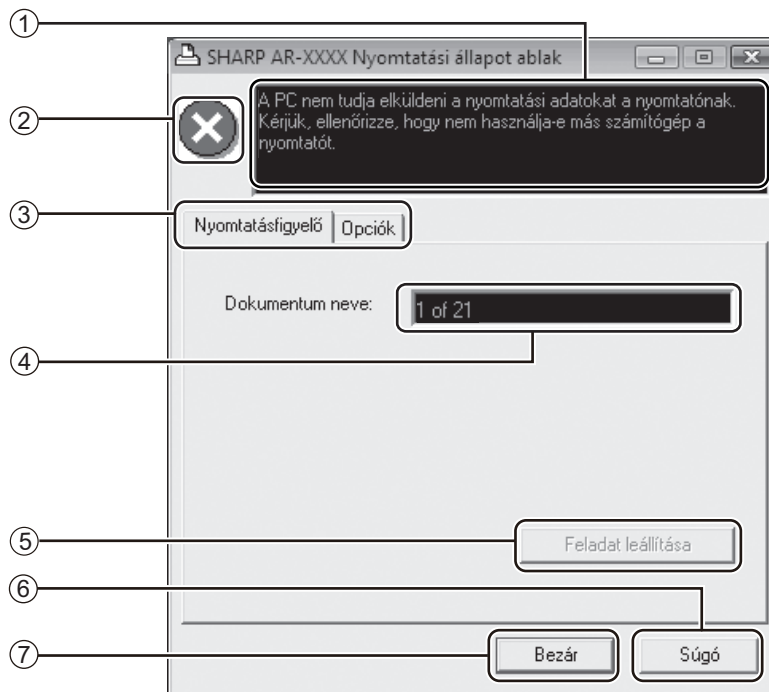 ①
SHARP AR-XXXX Nyomtatási állapot ablak
②
A PC nem tudja elküldeni a nyomtatási adatokat a nyomtatónak.
Kérjük, ellenőrizze, hogy nem használja-e más számítógép a
nyomtatót.
③
Nyomtatásfigyelő Opciók
Dokumentum neve: 1 of 21
④
⑤
Feladat leállítása
⑥
⑦
Bezár Súgó